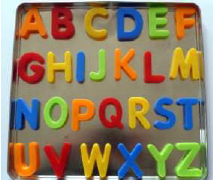 ABCDEF
GHIJKLM
NOPQRST
UVWXYZ